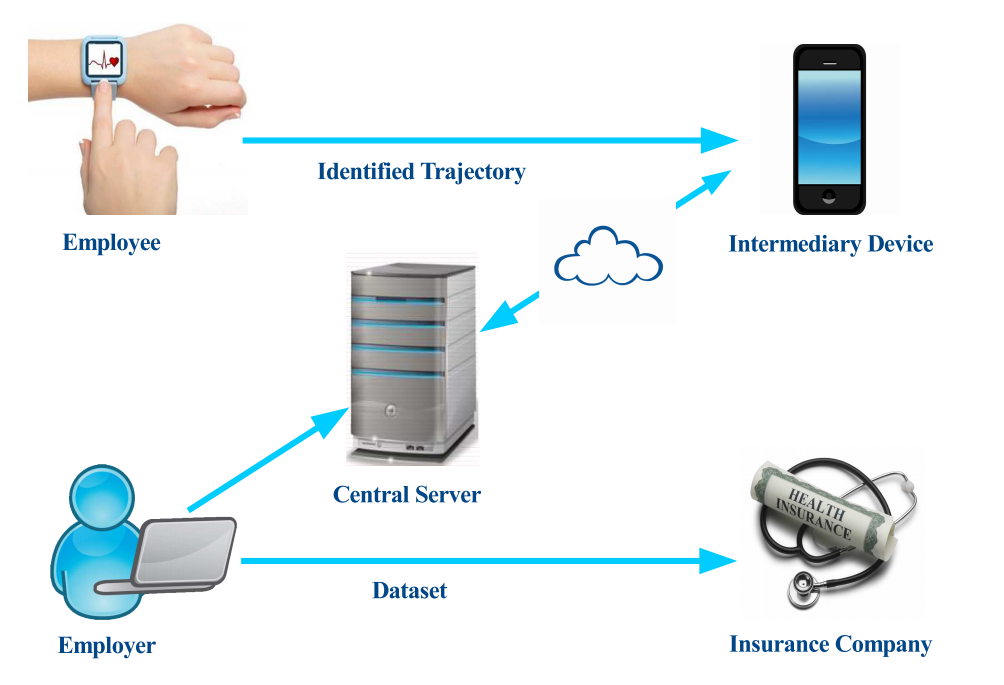 Identified Trajectory
Employee
Intermediary Device
Central Server
HEALTH
INSURANCE
Dataset
Employer
Insurance Company